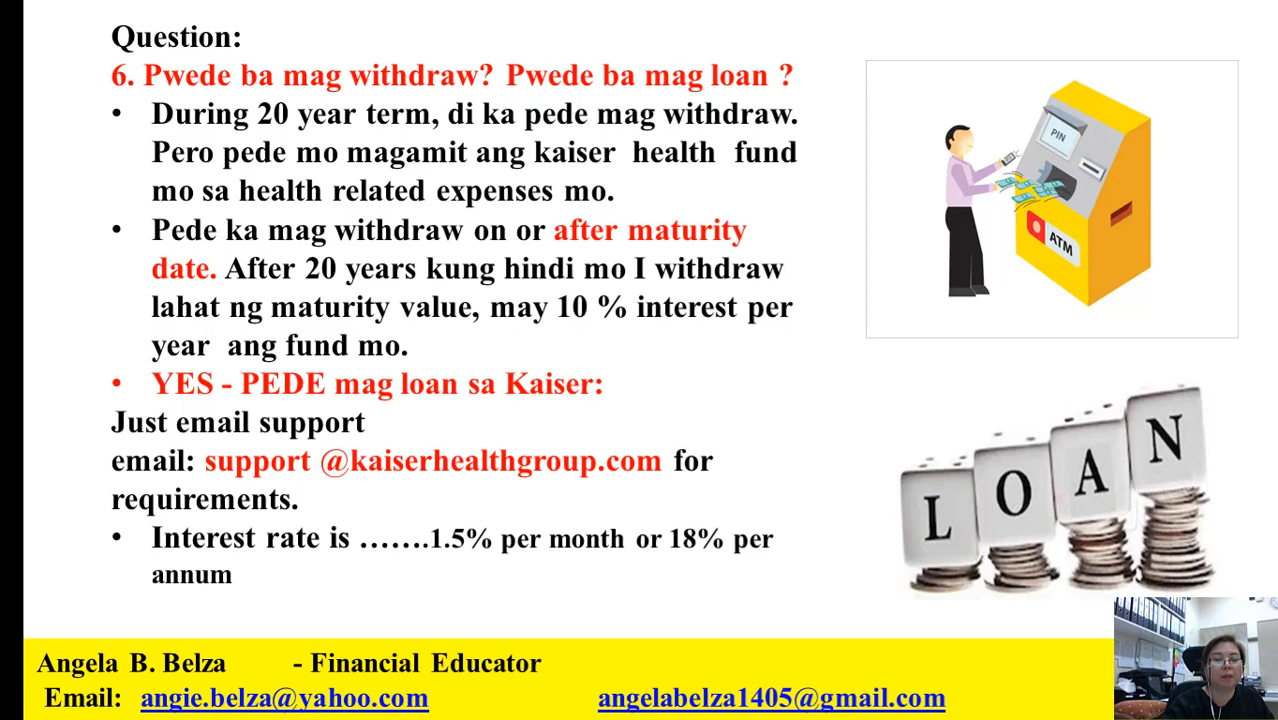 Question:
6. Pwede ba mag withdraw? Pwede ba mag loan ?
• During 20 year term, di ka pede mag withdraw.
Pero pede mo magamit ang kaiser health fund
mo sa health related expenses mo.
• Pede ka mag withdraw on or after maturity
date. After 20 years kung hindi mo I withdraw
lahat ng maturity value, may 10 % interest per
year ang fund mo.
• YES - PEDE mag loan sa Kaiser:
Just email support
email: support @kaiserhealthgroup.com for
requirements.
• Interest rate is …….1.5% per month or 18% per
annum
PIN
ATM
LOAN
Angela B. Belza - Financial Educator
Email: angie.belza@yahoo.com angelabelza1405@gmail.com